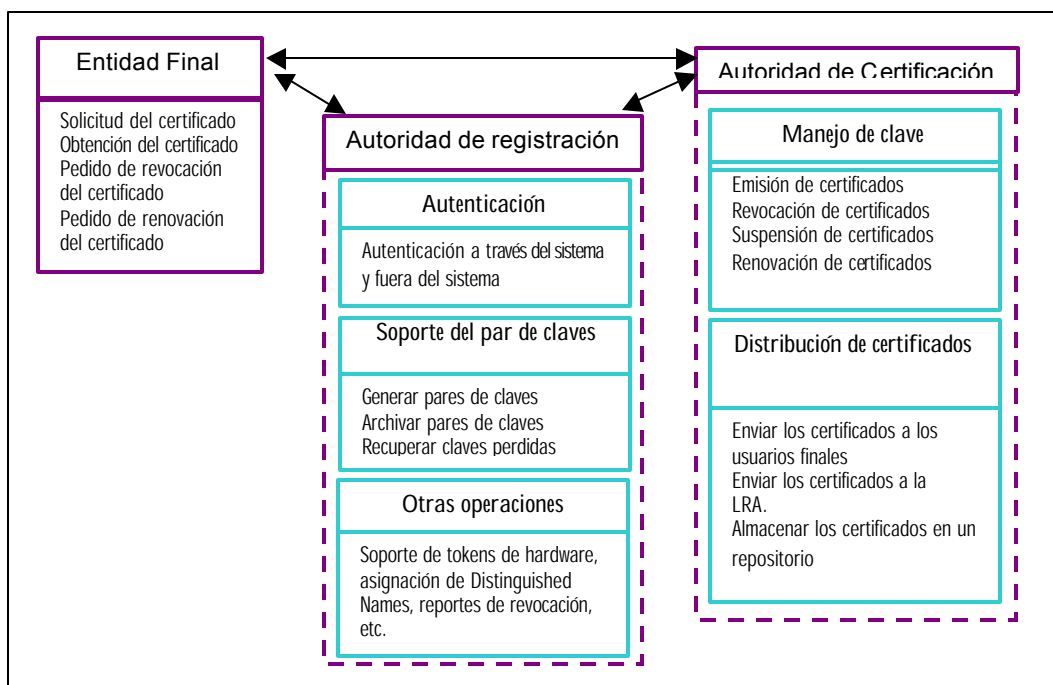 Entidad Final
Solicitud del certificado
Obtención del certificado
Pedido de revocación
del certificado
Pedido de renovación
del certificado
Autoridad de registración
Autenticación
Autenticación a través del sistema
y fuera del sistema
Soporte del par de claves
Generar pares de claves
Archivar pares de claves
Recuperar claves perdidas
Otras operaciones
Soporte de tokens de hardware,
asignación de Distinguished
Names, reportes de revocación,
etc.
Autoridad de Certificación
Manejo de clave
Emisión de certificados
Revocación de certificados
Suspensión de certificados
Renovación de certificados
Distribución de certificados
Enviar los certificados a los
usuarios finales
Enviar los certificados a la
LRA.
Almacenar los certificados en un
repositorio